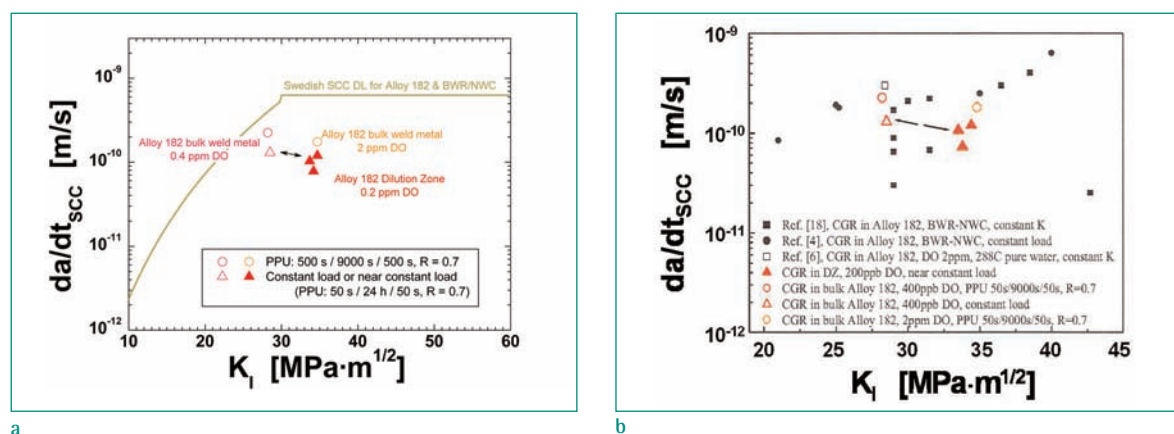 10⁻⁹
10⁻¹⁰
10⁻¹¹
10⁻¹²
da/dt_SCC [m/s]
Swedish SCC DL for Alloy 182 & BWR/NWC
Alloy 182 bulk weld metal
0.4 ppm DO
Alloy 182 bulk weld metal
2 ppm DO
Alloy 182 Dilution Zone
0.2 ppm DO
PPU: 500 s / 9000 s / 500 s, R = 0.7
Constant load or near constant load
(PPU: 50 s / 24 h / 50 s, R = 0.7)
10 20 30 40 50 60
K_I [MPa·m^1/2]
a
10⁻⁹
10⁻¹⁰
10⁻¹¹
10⁻¹²
da/dt_SCC [m/s]
Ref. [18], CGR in Alloy 182, BWR-NWC, constant K
Ref. [4], CGR in Alloy 182, BWR-NWC, constant load
Ref. [6], CGR in Alloy 182, DO 2ppm, 288C pure water, constant K
CGR in DZ, 200ppb DO, near constant load
CGR in bulk Alloy 182, 400ppb DO, PPU 50s/9000s/50s, R=0.7
CGR in bulk Alloy 182, 400ppb DO, constant load
CGR in bulk Alloy 182, 2ppm DO, PPU 50s/9000s/50s, R=0.7
20 25 30 35 40 45
K_I [MPa·m^1/2]
b